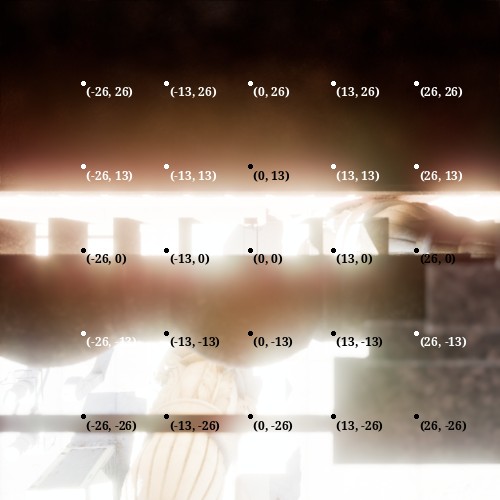 (-26, 26) (-13, 26) (0, 26) (13, 26) (26, 26)
(-26, 13) (-13, 13) (0, 13) (13, 13) (26, 13)
(-26, 0) (-13, 0) (0, 0) (13, 0) (26, 0)
(-26, -13) (-13, -13) (0, -13) (13, -13) (26, -13)
(-26, -26) (-13, -26) (0, -26) (13, -26) (26, -26)